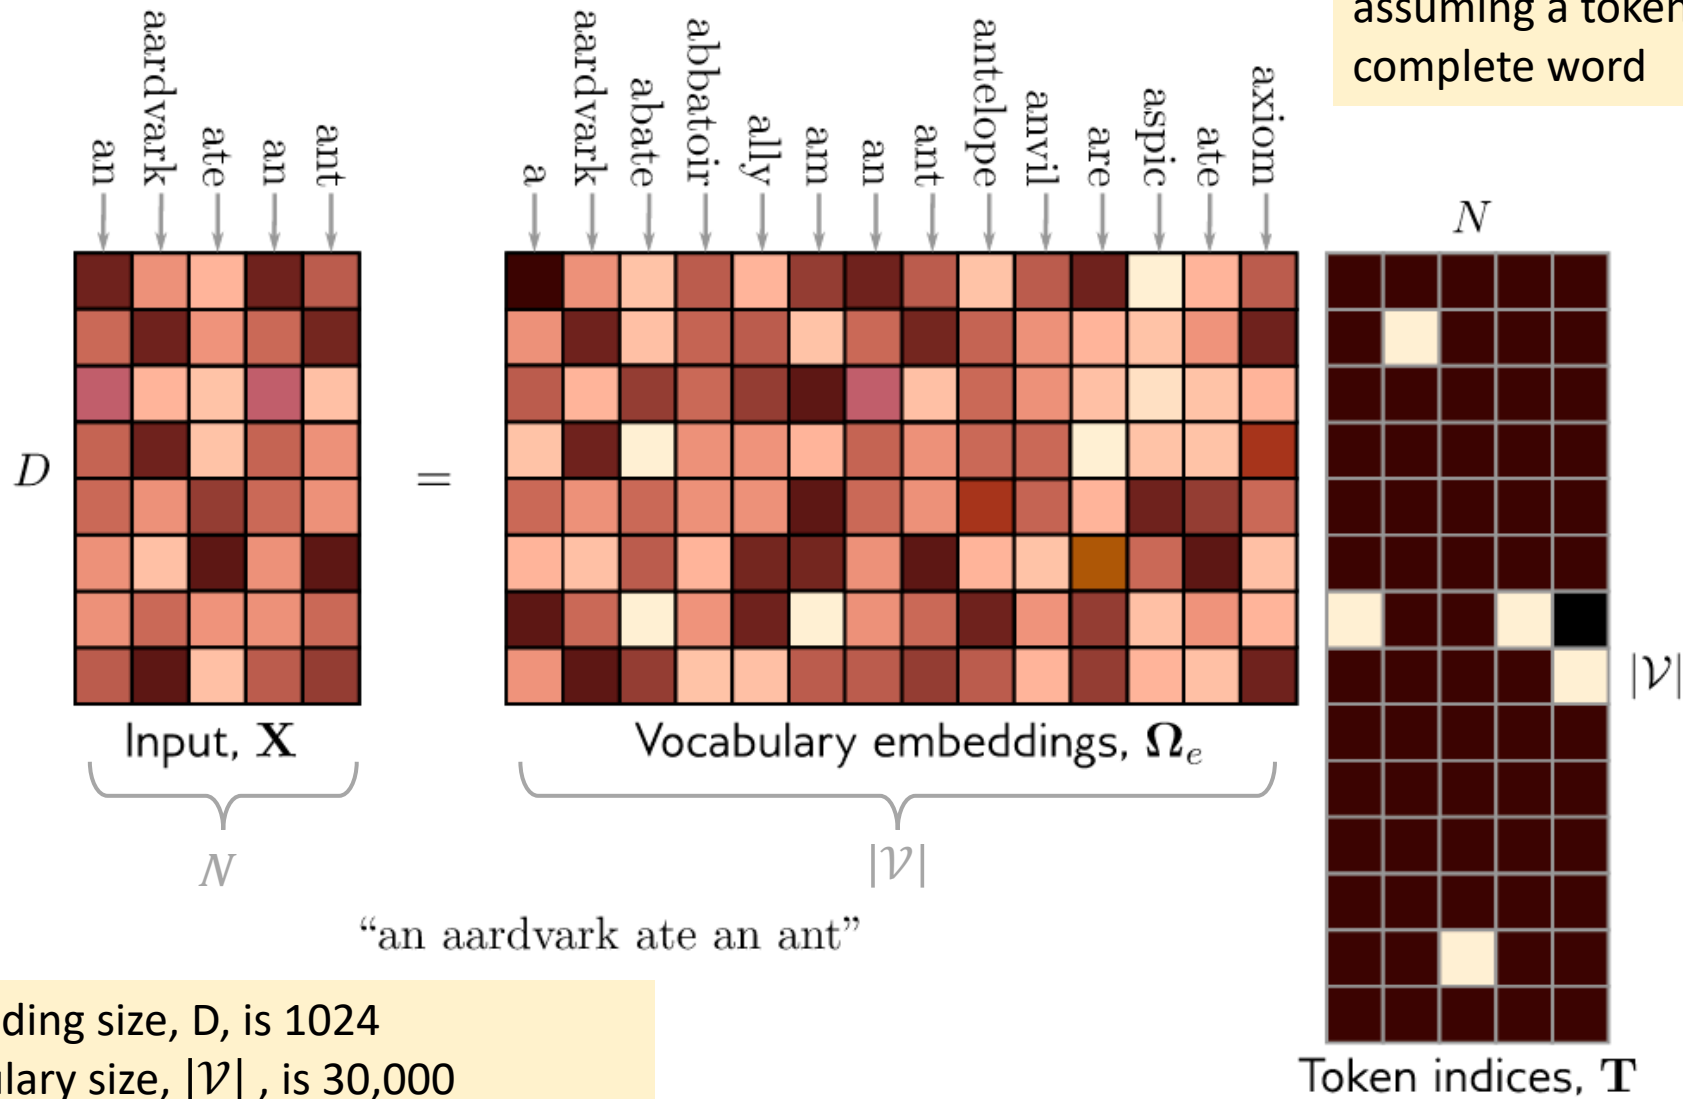 assuming a token
complete word
an
aardvark
ate
an
ant
a
aardvark
abate
abbatoir
ally
am
an
ant
antelope
anvil
are
aspic
ate
axiom
N
D
=
|𝒱|
Input, X
Vocabulary embeddings, Ωₑ
N
|𝒱|
“an aardvark ate an ant”
ding size, D, is 1024
ulary size, |𝒱| , is 30,000
Token indices, T